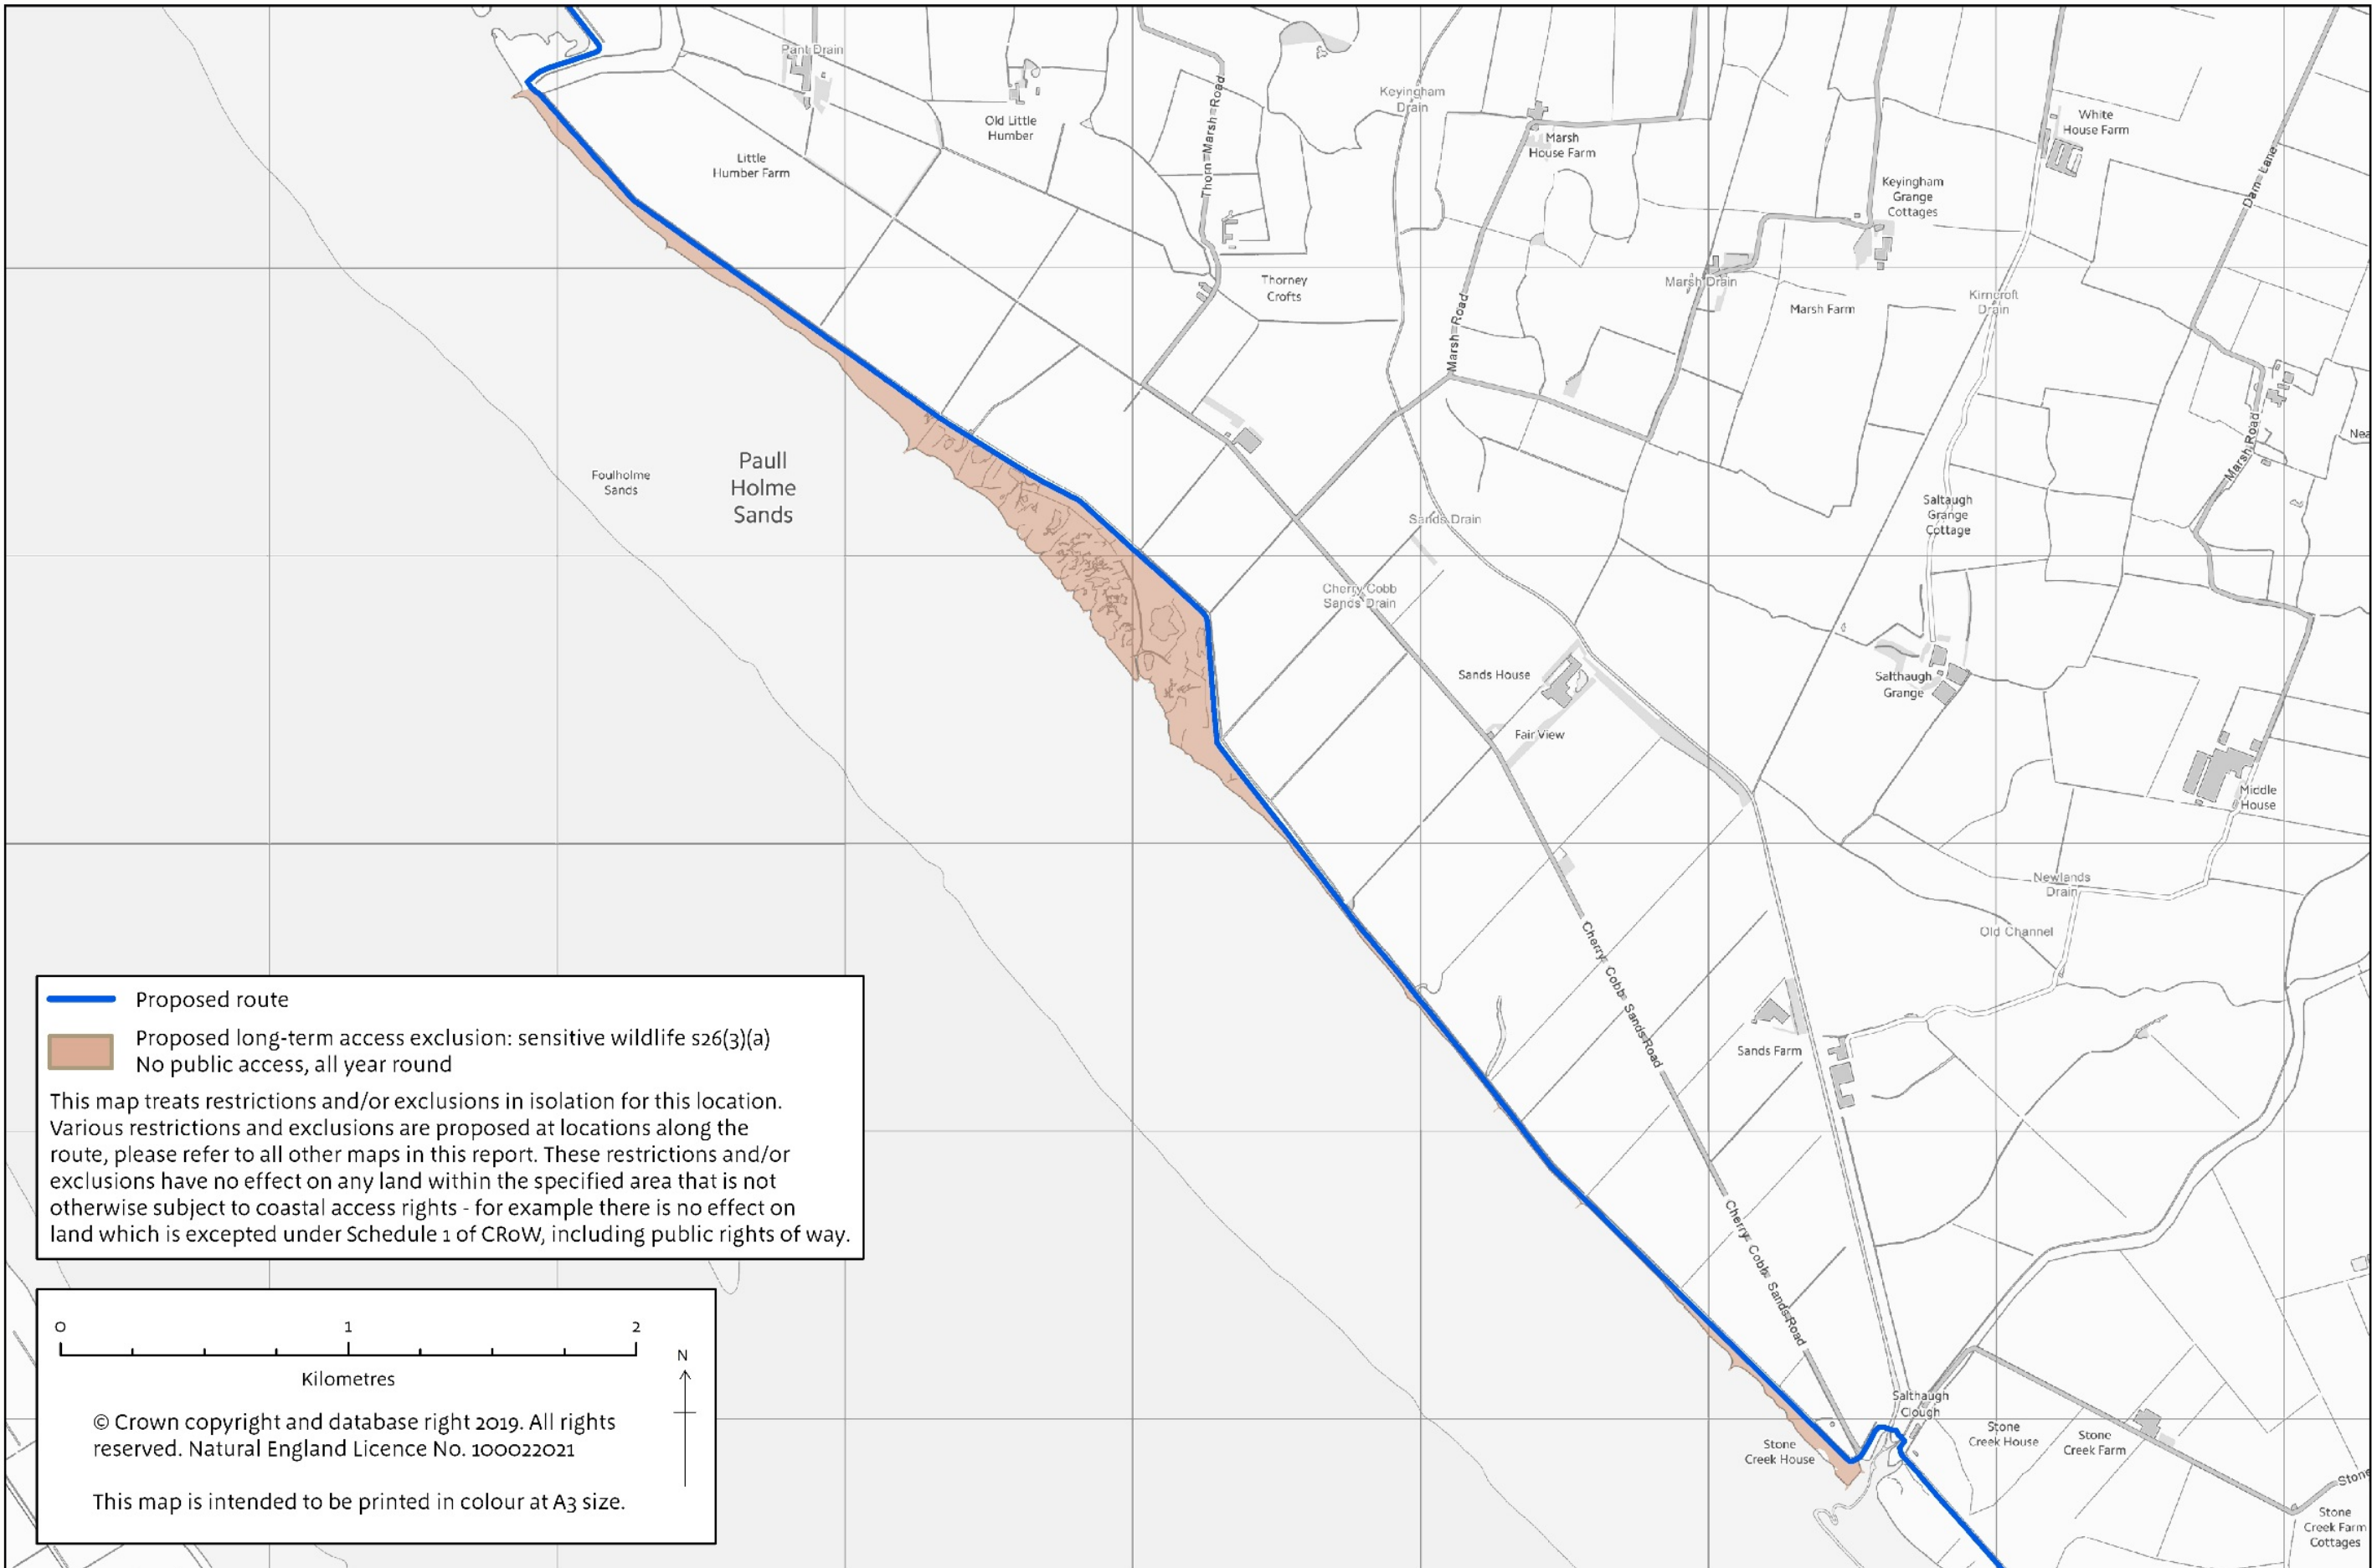 Pant Drain
Old Little
Humber
Little
Humber Farm
Thorn Marsh Road
Keyingham
Drain
Marsh
House Farm
White
House Farm
Keyingham
Grange
Cottages
Dam Lane
Thorney
Crofts
Marsh Road
Marsh Drain
Marsh Farm
Kirncroft
Drain
Marsh Road
Nea
Foulholme
Sands
Paull
Holme
Sands
Sands Drain
Saltaugh
Grange
Cottage
Cherry Cobb
Sands Drain
Sands House
Salthaugh
Grange
Fair View
Middle
House
Newlands
Drain
Old Channel
Cherry Cobb Sands Road
Sands Farm
Cherry Cobb Sands Road
Salthaugh
Clough
Stone
Creek House
Stone
Creek House
Stone
Creek Farm
Stone
Stone
Creek Farm
Cottages
Proposed route
Proposed long-term access exclusion: sensitive wildlife s26(3)(a)
No public access, all year round
This map treats restrictions and/or exclusions in isolation for this location.
Various restrictions and exclusions are proposed at locations along the
route, please refer to all other maps in this report. These restrictions and/or
exclusions have no effect on any land within the specified area that is not
otherwise subject to coastal access rights - for example there is no effect on
land which is excepted under Schedule 1 of CRoW, including public rights of way.
0 1 2
Kilometres
N
© Crown copyright and database right 2019. All rights
reserved. Natural England Licence No. 100022021
This map is intended to be printed in colour at A3 size.